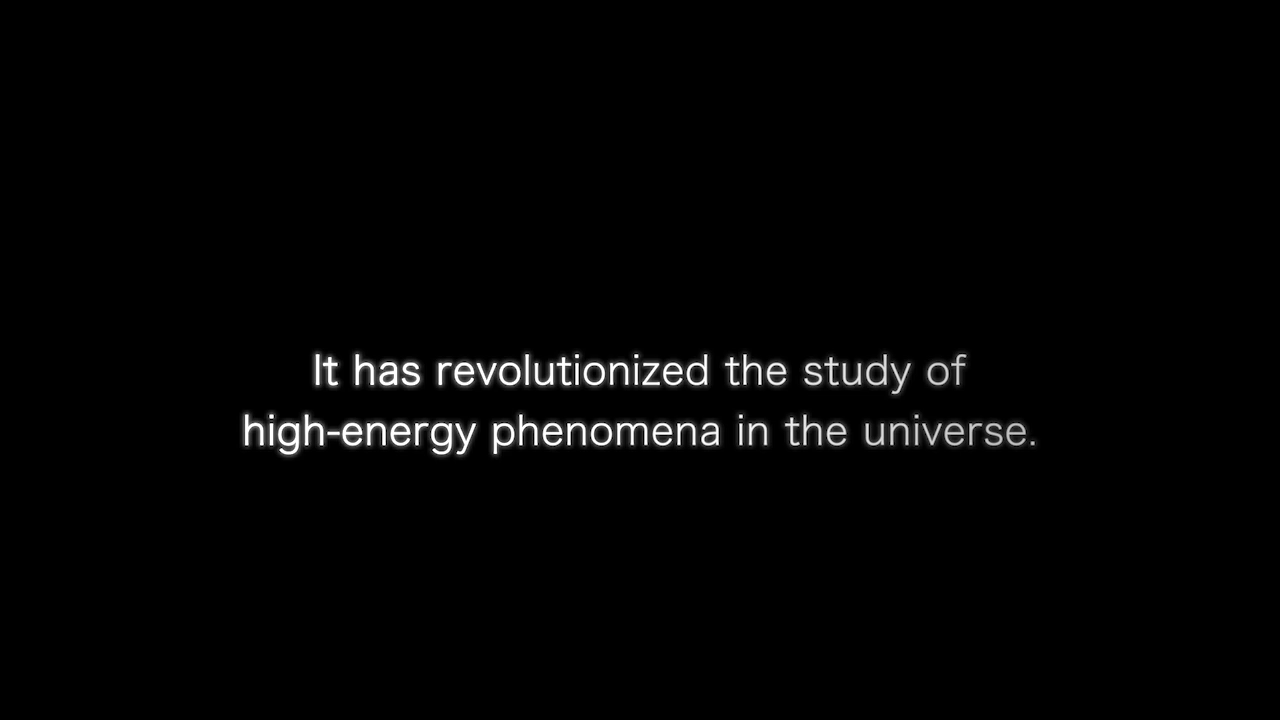 It has revolutionized the study of
high-energy phenomena in the universe.